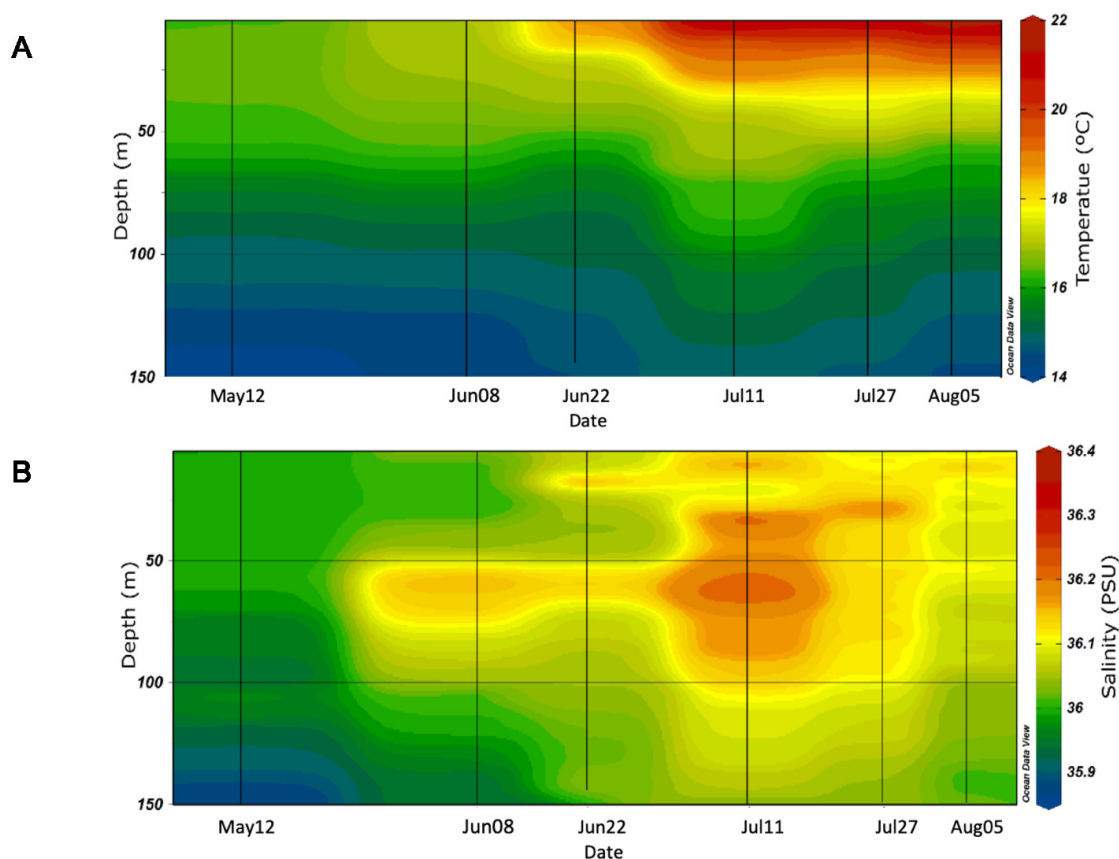 A
22
20
18
16
14
Temperatue (ºC)
Depth (m)
50
100
150
Ocean Data View
May12
Jun08
Jun22
Jul11
Jul27
Aug05
Date
B
36.4
36.3
36.2
36.1
36
35.9
Salinity (PSU)
Depth (m)
50
100
150
Ocean Data View
May12
Jun08
Jun22
Jul11
Jul27
Aug05
Date